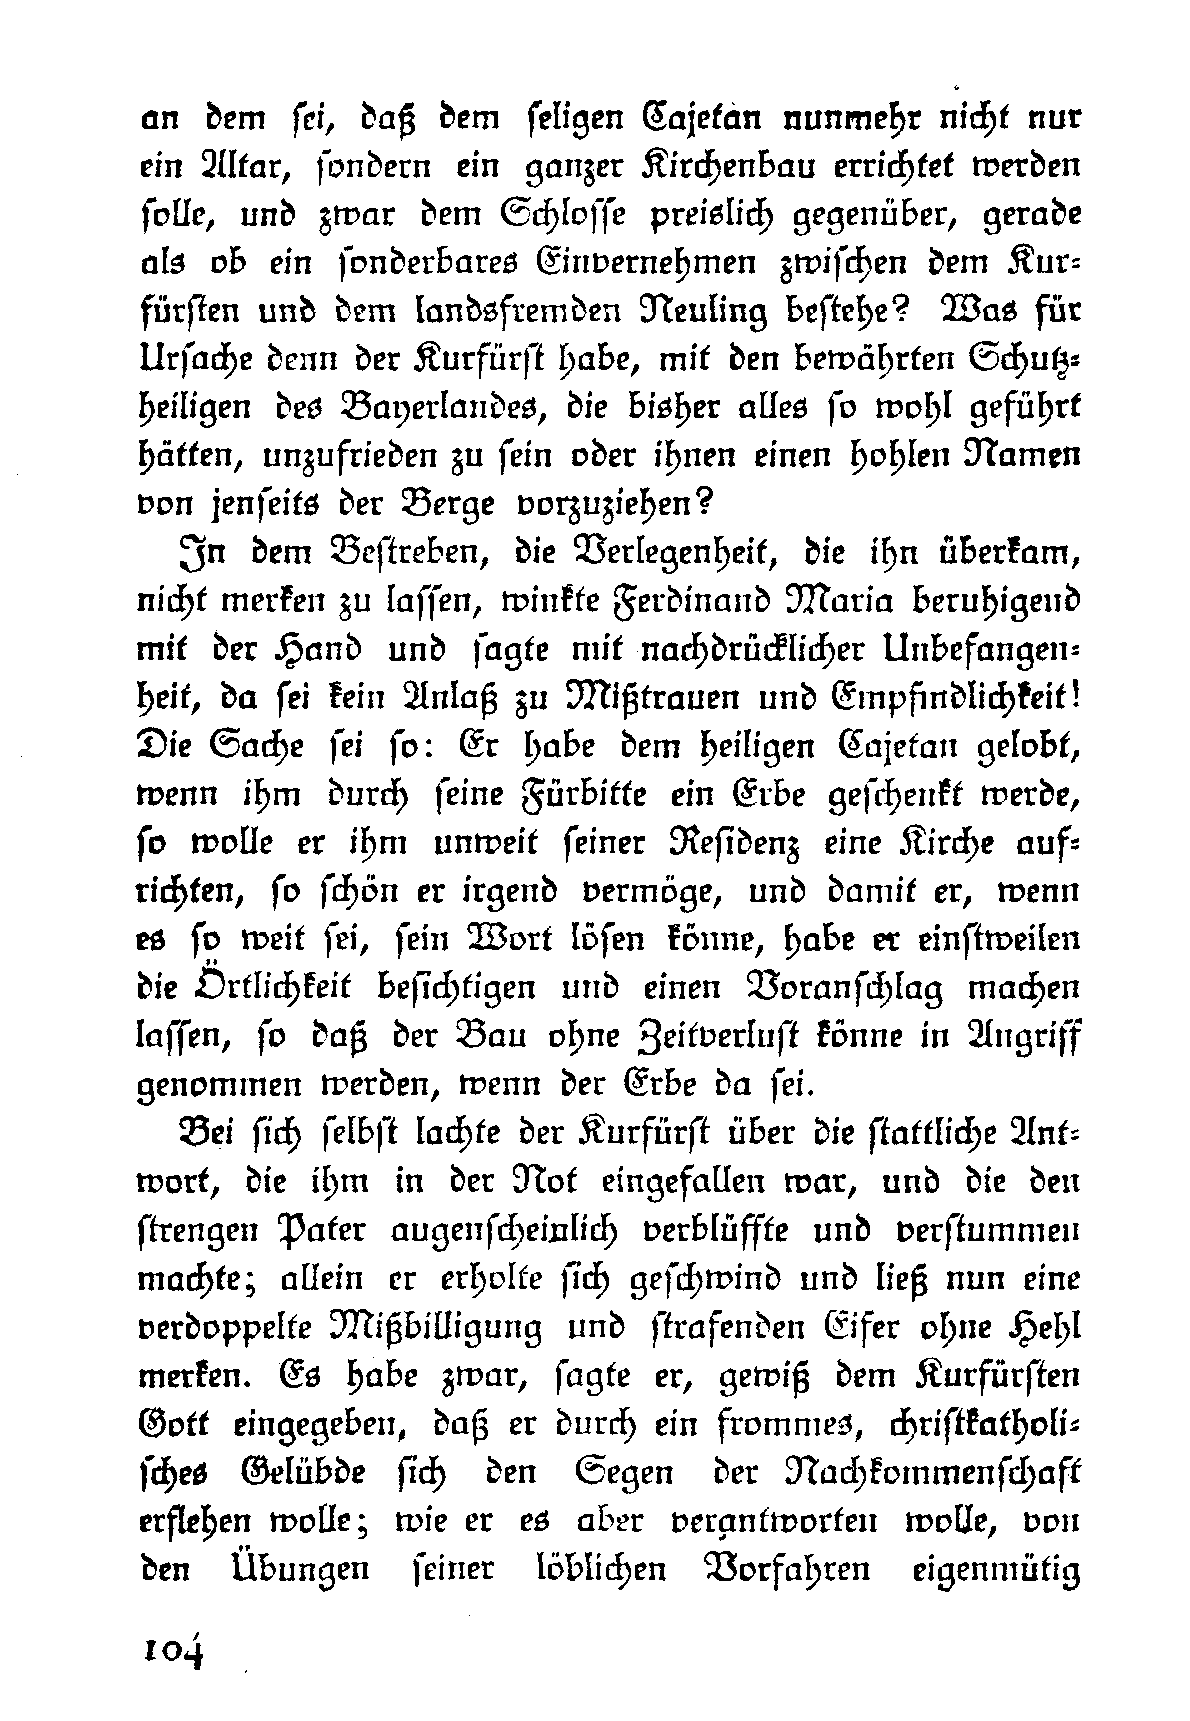 an dem sei, daß dem seligen Cajetan nunmehr nicht nur
ein Altar, sondern ein ganzer Kirchenbau errichtet werden
solle, und zwar dem Schlosse preislich gegenüber, gerade
als ob ein sonderbares Einvernehmen zwischen dem Kur-
fürsten und dem landsfremden Neuling bestehe? Was für
Ursache denn der Kurfürst habe, mit den bewährten Schutz-
heiligen des Bayerlandes, die bisher alles so wohl geführt
hätten, unzufrieden zu sein oder ihnen einen hohlen Namen
von jenseits der Berge vorzuziehen?
In dem Bestreben, die Verlegenheit, die ihn überkam,
nicht merken zu lassen, winkte Ferdinand Maria beruhigend
mit der Hand und sagte mit nachdrücklicher Unbefangen-
heit, da sei kein Anlaß zu Mißtrauen und Empfindlichkeit!
Die Sache sei so: Er habe dem heiligen Cajetan gelobt,
wenn ihm durch seine Fürbitte ein Erbe geschenkt werde,
so wolle er ihm unweit seiner Residenz eine Kirche auf-
richten, so schön er irgend vermöge, und damit er, wenn
es so weit sei, sein Wort lösen könne, habe er einstweilen
die Örtlichkeit besichtigen und einen Voranschlag machen
lassen, so daß der Bau ohne Zeitverlust könne in Angriff
genommen werden, wenn der Erbe da sei.
Bei sich selbst lachte der Kurfürst über die stattliche Ant-
wort, die ihm in der Not eingefallen war, und die den
strengen Pater augenscheinlich verblüffte und verstummen
machte; allein er erholte sich geschwind und ließ nun eine
verdoppelte Mißbilligung und strafenden Eifer ohne Hehl
merken. Es habe zwar, sagte er, gewiß dem Kurfürsten
Gott eingegeben, daß er durch ein frommes, christkatholi-
sches Gelübde sich den Segen der Nachkommenschaft
erflehen wolle; wie er es aber verantworten wolle, von
den Übungen seiner löblichen Vorfahren eigenmütig
104